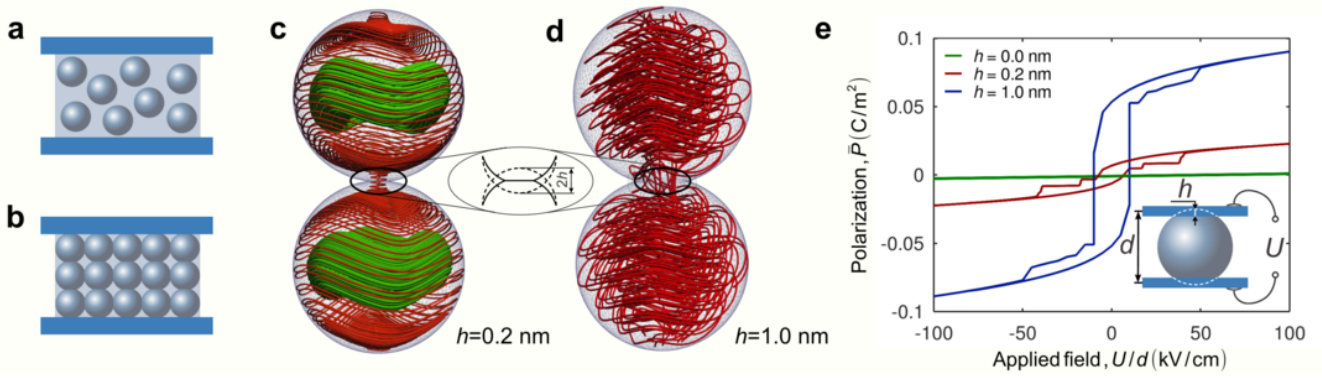 a
b
c
d
2h
h=0.2 nm
h=1.0 nm
e
h = 0.0 nm
h = 0.2 nm
h = 1.0 nm
Polarization, P̄ (C/m²)
0.1
0.05
0
-0.05
-0.1
h
d
U
-100
-50
0
50
100
Applied field, U/d (kV/cm)